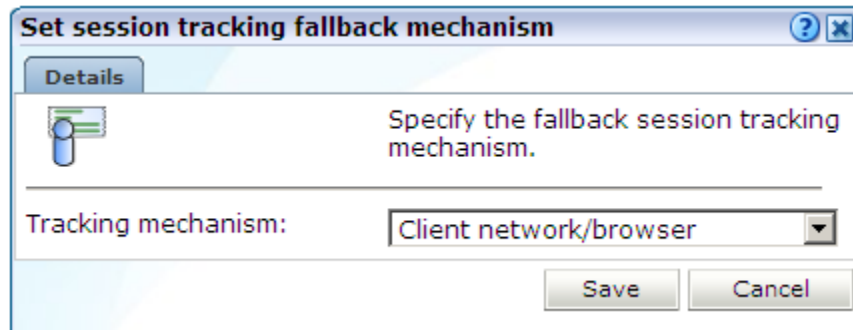 Set session tracking fallback mechanism
Details
Specify the fallback session tracking
mechanism.
Tracking mechanism:
Client network/browser
Save
Cancel